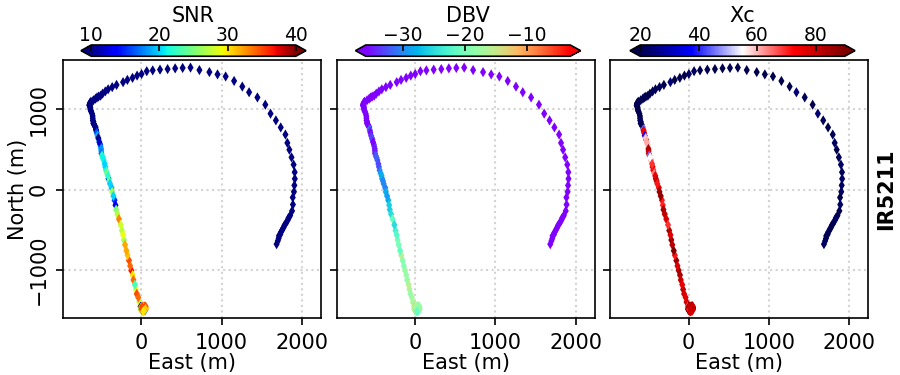 SNR DBV Xc
10 20 30 40 −30 −20 −10 20 40 60 80
North (m)
1000
0
−1000
IR5211
0 1000 2000 0 1000 2000 0 1000 2000
East (m) East (m) East (m)